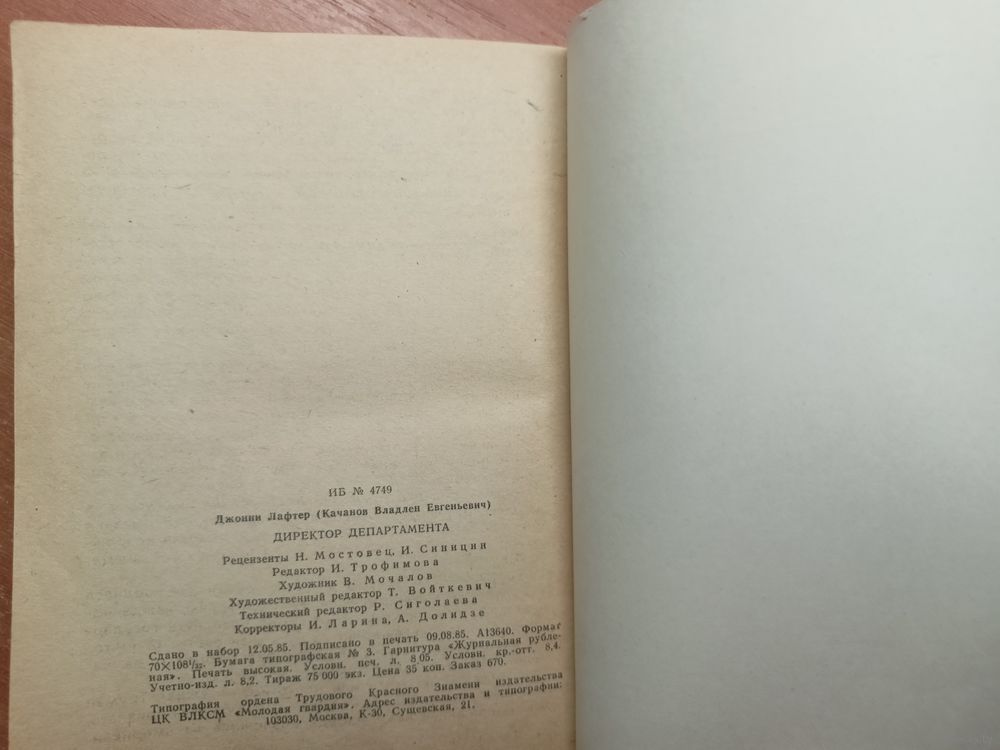 ИБ № 4749
Джонни Лафтер (Качанов Владлен Евгеньевич)
ДИРЕКТОР ДЕПАРТАМЕНТА
Рецензенты Н. Мостовец, И. Синицин
Редактор И. Трофимова
Художник В. Мочалов
Художественный редактор Т. Войткевич
Технический редактор Р. Сиголаева
Корректоры И. Ларина, А. Долидзе
Сдано в набор 12.05.85. Подписано в печать 09.08.85. А13640. Формат
70×108¹/₃₂. Бумага типографская № 3. Гарнитура «Журнальная рубле-
ная». Печать высокая. Условн. печ. л. 8 05. Условн. кр.-отт. 8,4.
Учетно-изд. л. 8,2. Тираж 75 000 экз. Цена 35 коп. Заказ 670.
Типография ордена Трудового Красного Знамени издательства
ЦК ВЛКСМ «Молодая гвардия». Адрес издательства и типографии:
103030, Москва, К-30, Сущевская, 21.